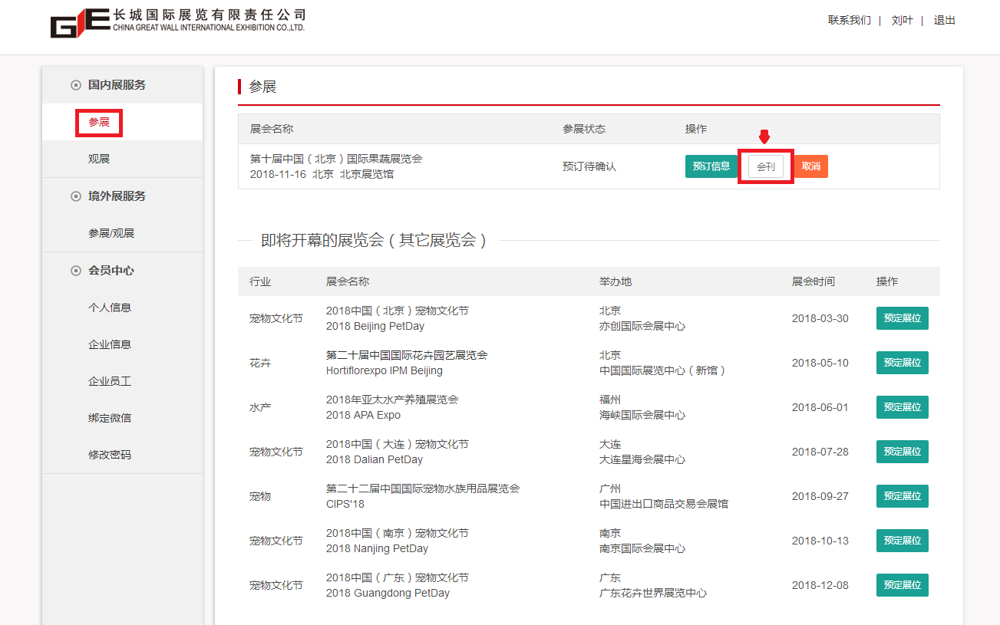 GIE 长城国际展览有限责任公司
CHINA GREAT WALL INTERNATIONAL EXHIBITION CO.,LTD.
联系我们 | 刘叶 | 退出
国内展服务
参展
观展
境外展服务
参展/观展
会员中心
个人信息
企业信息
企业员工
绑定微信
修改密码
参展
展会名称 参展状态 操作
第十届中国（北京）国际果蔬展览会
2018-11-16 北京 北京展览馆
预订待确认
预订信息 会刊 取消
即将开幕的展览会（其它展览会）
行业 展会名称 举办地 展会时间 操作
宠物文化节
2018中国（北京）宠物文化节
2018 Beijing PetDay
北京
亦创国际会展中心
2018-03-30
预定展位
花卉
第二十届中国国际花卉园艺展览会
Hortiflorexpo IPM Beijing
北京
中国国际展览中心（新馆）
2018-05-10
预定展位
水产
2018年亚太水产养殖展览会
2018 APA Expo
福州
海峡国际会展中心
2018-06-01
预定展位
宠物文化节
2018中国（大连）宠物文化节
2018 Dalian PetDay
大连
大连星海会展中心
2018-07-28
预定展位
宠物
第二十二届中国国际宠物水族用品展览会
CIPS'18
广州
中国进出口商品交易会展馆
2018-09-27
预定展位
宠物文化节
2018中国（南京）宠物文化节
2018 Nanjing PetDay
南京
南京国际会展中心
2018-10-13
预定展位
宠物文化节
2018中国（广东）宠物文化节
2018 Guangdong PetDay
广东
广东花卉世界展览中心
2018-12-08
预定展位